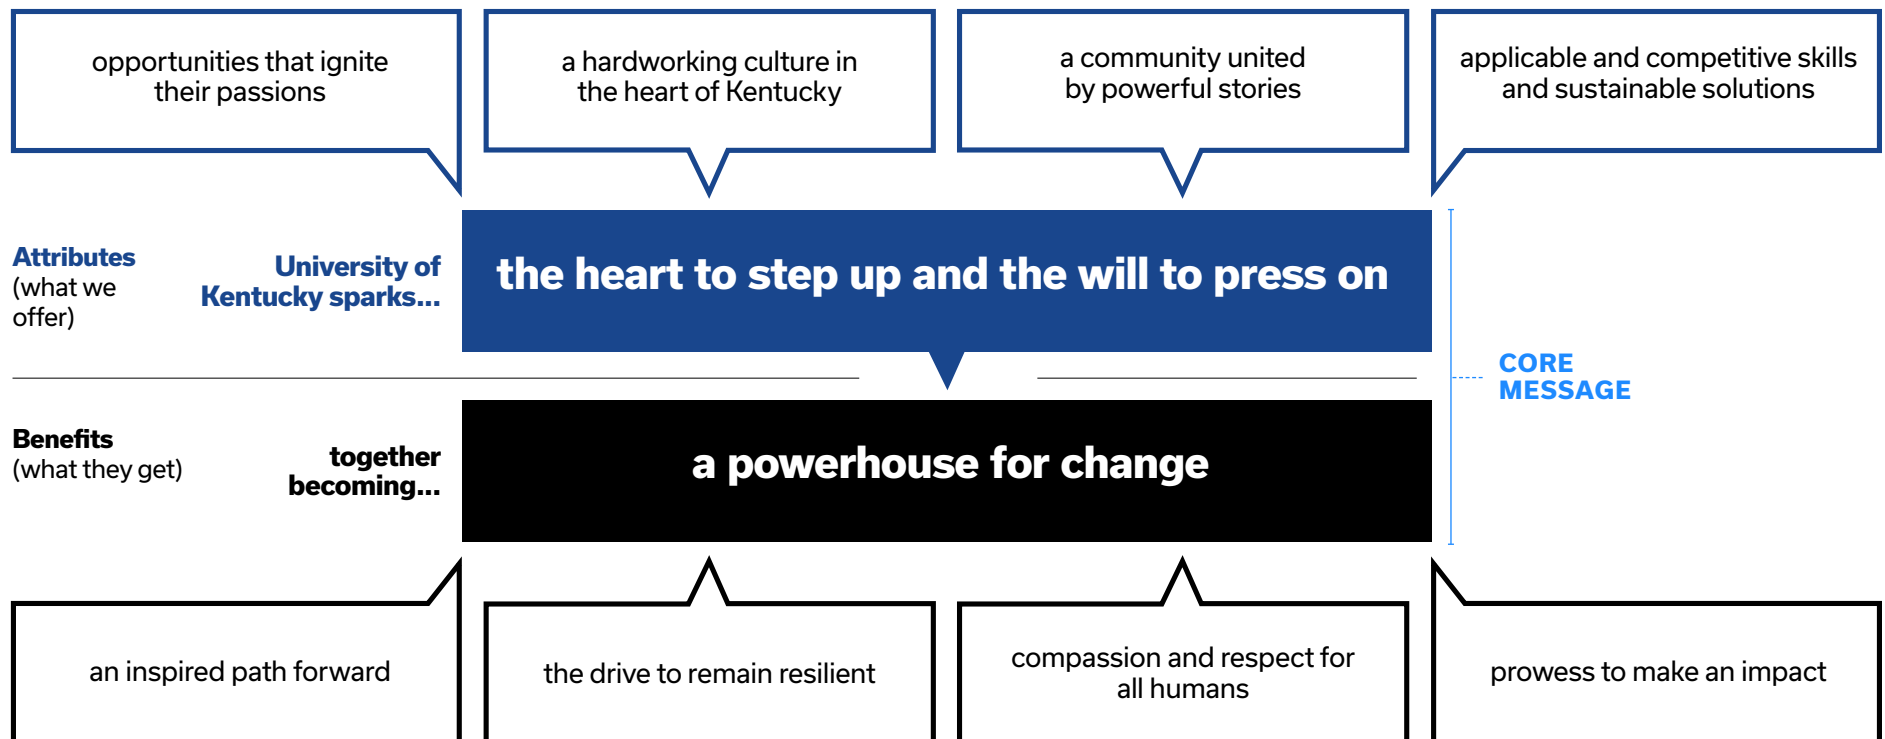 opportunities that ignite
their passions
a hardworking culture in
the heart of Kentucky
a community united
by powerful stories
applicable and competitive skills
and sustainable solutions
Attributes
(what we
offer)
University of
Kentucky sparks...
the heart to step up and the will to press on
CORE
MESSAGE
Benefits
(what they get)
together
becoming...
a powerhouse for change
an inspired path forward
the drive to remain resilient
compassion and respect for
all humans
prowess to make an impact